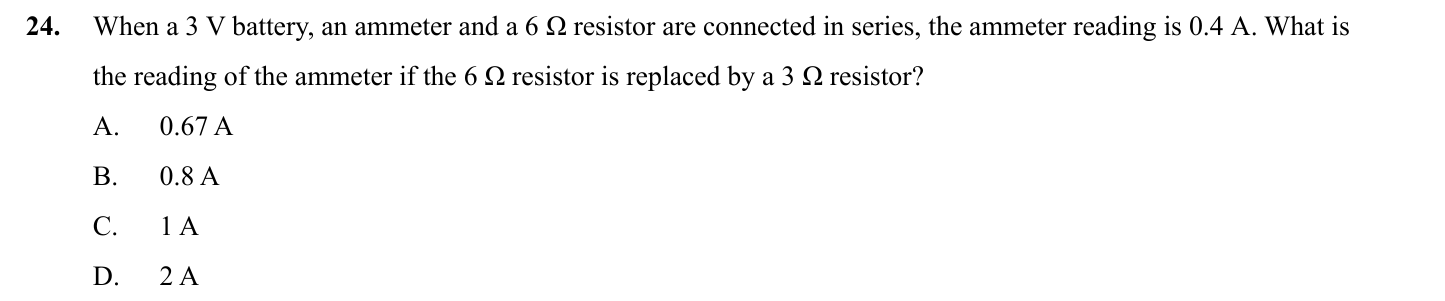 24. When a 3 V battery, an ammeter and a 6 Ω resistor are connected in series, the ammeter reading is 0.4 A. What is
the reading of the ammeter if the 6 Ω resistor is replaced by a 3 Ω resistor?
A. 0.67 A
B. 0.8 A
C. 1 A
D. 2 A